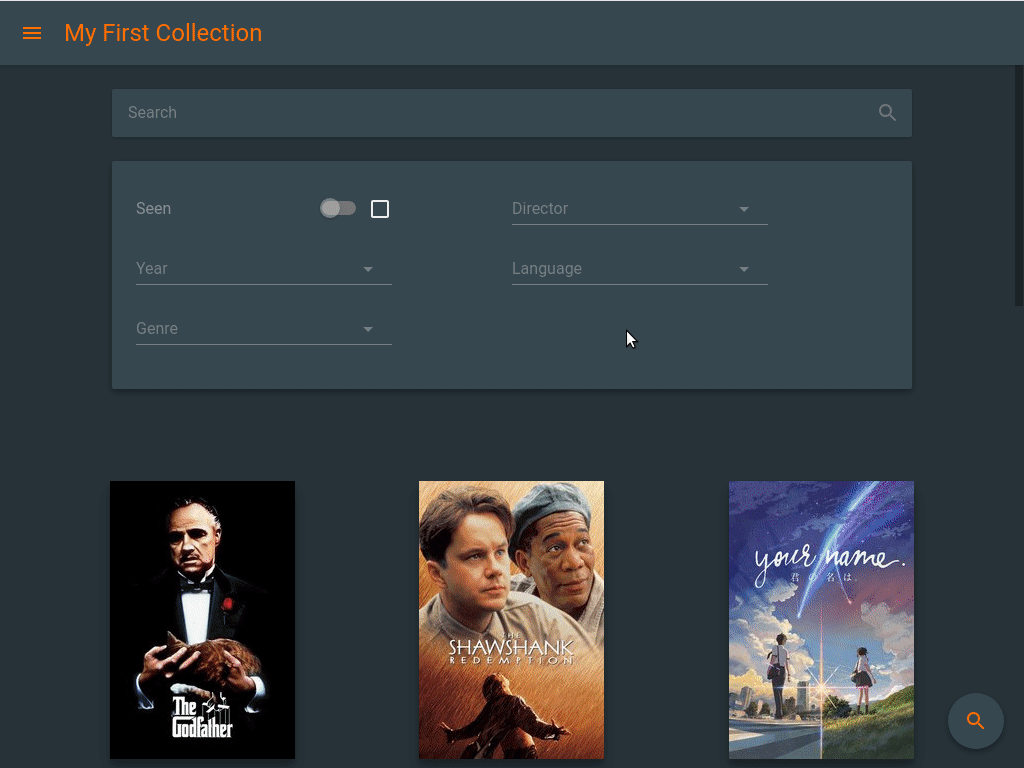 My First Collection
Search
Seen
Director
Year
Language
Genre
The
Godfather
THE
SHAWSHANK
REDEMPTION
your name.
君の名は。